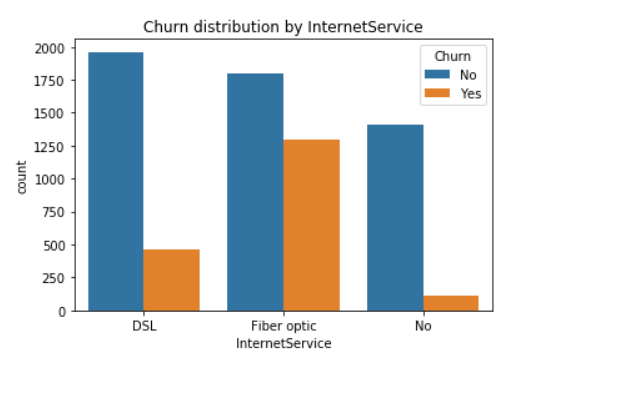 Churn distribution by InternetService
Churn
No
Yes
2000
1750
1500
1250
1000
750
500
250
0
count
DSL
Fiber optic
No
InternetService